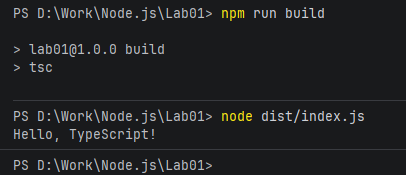 PS D:\Work\Node.js\Lab01> npm run build
> lab01@1.0.0 build
> tsc
PS D:\Work\Node.js\Lab01> node dist/index.js
Hello, TypeScript!
PS D:\Work\Node.js\Lab01>